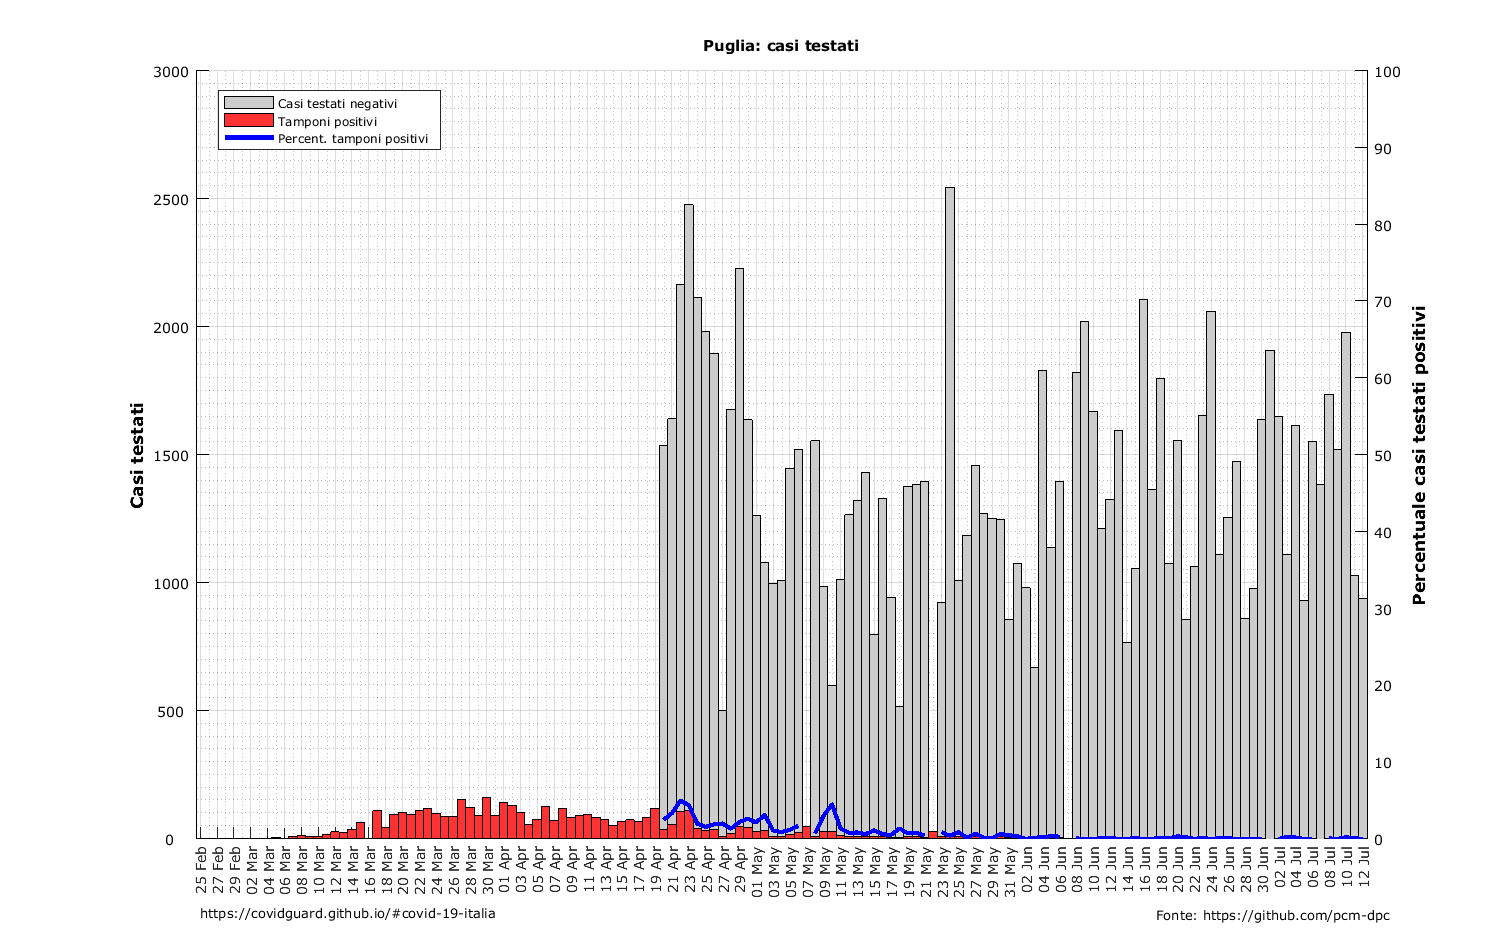 Puglia: casi testati
3000
2500
2000
1500
1000
500
0
Casi testati
Casi testati negativi
Tamponi positivi
Percent. tamponi positivi
100
90
80
70
60
50
40
30
20
10
0
Percentuale casi testati positivi
25 Feb
27 Feb
29 Feb
02 Mar
04 Mar
06 Mar
08 Mar
10 Mar
12 Mar
14 Mar
16 Mar
18 Mar
20 Mar
22 Mar
24 Mar
26 Mar
28 Mar
30 Mar
01 Apr
03 Apr
05 Apr
07 Apr
09 Apr
11 Apr
13 Apr
15 Apr
17 Apr
19 Apr
21 Apr
23 Apr
25 Apr
27 Apr
29 Apr
01 May
03 May
05 May
07 May
09 May
11 May
13 May
15 May
17 May
19 May
21 May
23 May
25 May
27 May
29 May
31 May
02 Jun
04 Jun
06 Jun
08 Jun
10 Jun
12 Jun
14 Jun
16 Jun
18 Jun
20 Jun
22 Jun
24 Jun
26 Jun
28 Jun
30 Jun
02 Jul
04 Jul
06 Jul
08 Jul
10 Jul
12 Jul
https://covidguard.github.io/#covid-19-italia
Fonte: https://github.com/pcm-dpc